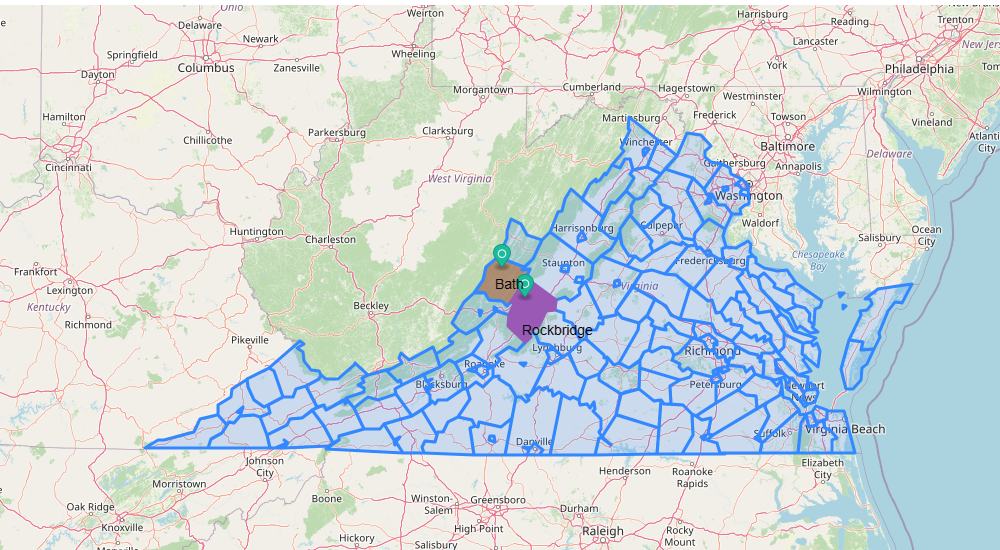 Ohio
Weirton
Harrisburg
Reading
Trenton
New Jers
Delaware
Newark
Springfield
Columbus
Zanesville
Wheeling
Lancaster
York
Philadelphia
Tom
Dayton
Morgantown
Cumberland
Hagerstown
Wilmington
Westminster
Hamilton
Chillicothe
Parkersburg
Clarksburg
Martinsburg
Frederick
Towson
Vineland
Atlantic
City
Cincinnati
Winchester
Baltimore
Gaithersburg
Annapolis
Delaware
West Virginia
Washington
Huntington
Charleston
Harrisonburg
Culpeper
Waldorf
Salisbury
Ocean
City
Frankfort
Staunton
Fredericksburg
Chesapeake
Bay
Lexington
Kentucky
Bath
Virginia
Richmond
Beckley
Rockbridge
Pikeville
Lynchburg
Richmond
Roanoke
Blacksburg
Petersburg
Newport
News
Danville
Suffolk
Virginia Beach
Johnson
City
Henderson
Roanoke
Rapids
Elizabeth
City
Morristown
Oak Ridge
Boone
Winston-
Salem
Greensboro
Durham
Knoxville
High Point
Raleigh
Rocky
Mount
Hickory
Salisbury